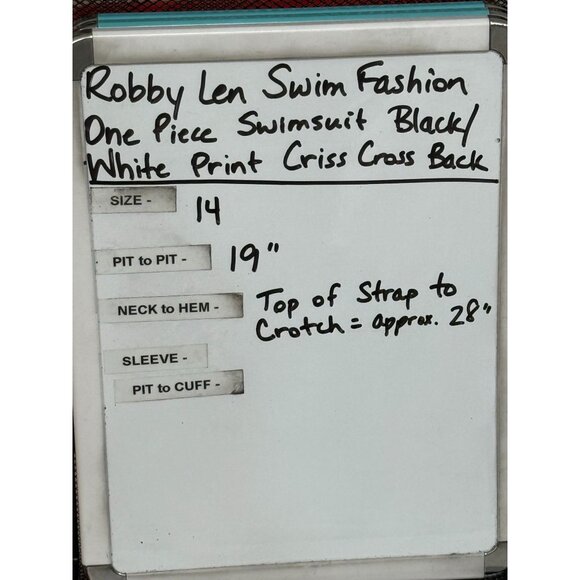 Robby Len Swim Fashion
One Piece Swimsuit Black/
White Print Criss Cross Back
SIZE - 14
PIT to PIT - 19"
NECK to HEM - Top of Strap to
Crotch = approx. 28"
SLEEVE -
PIT to CUFF -